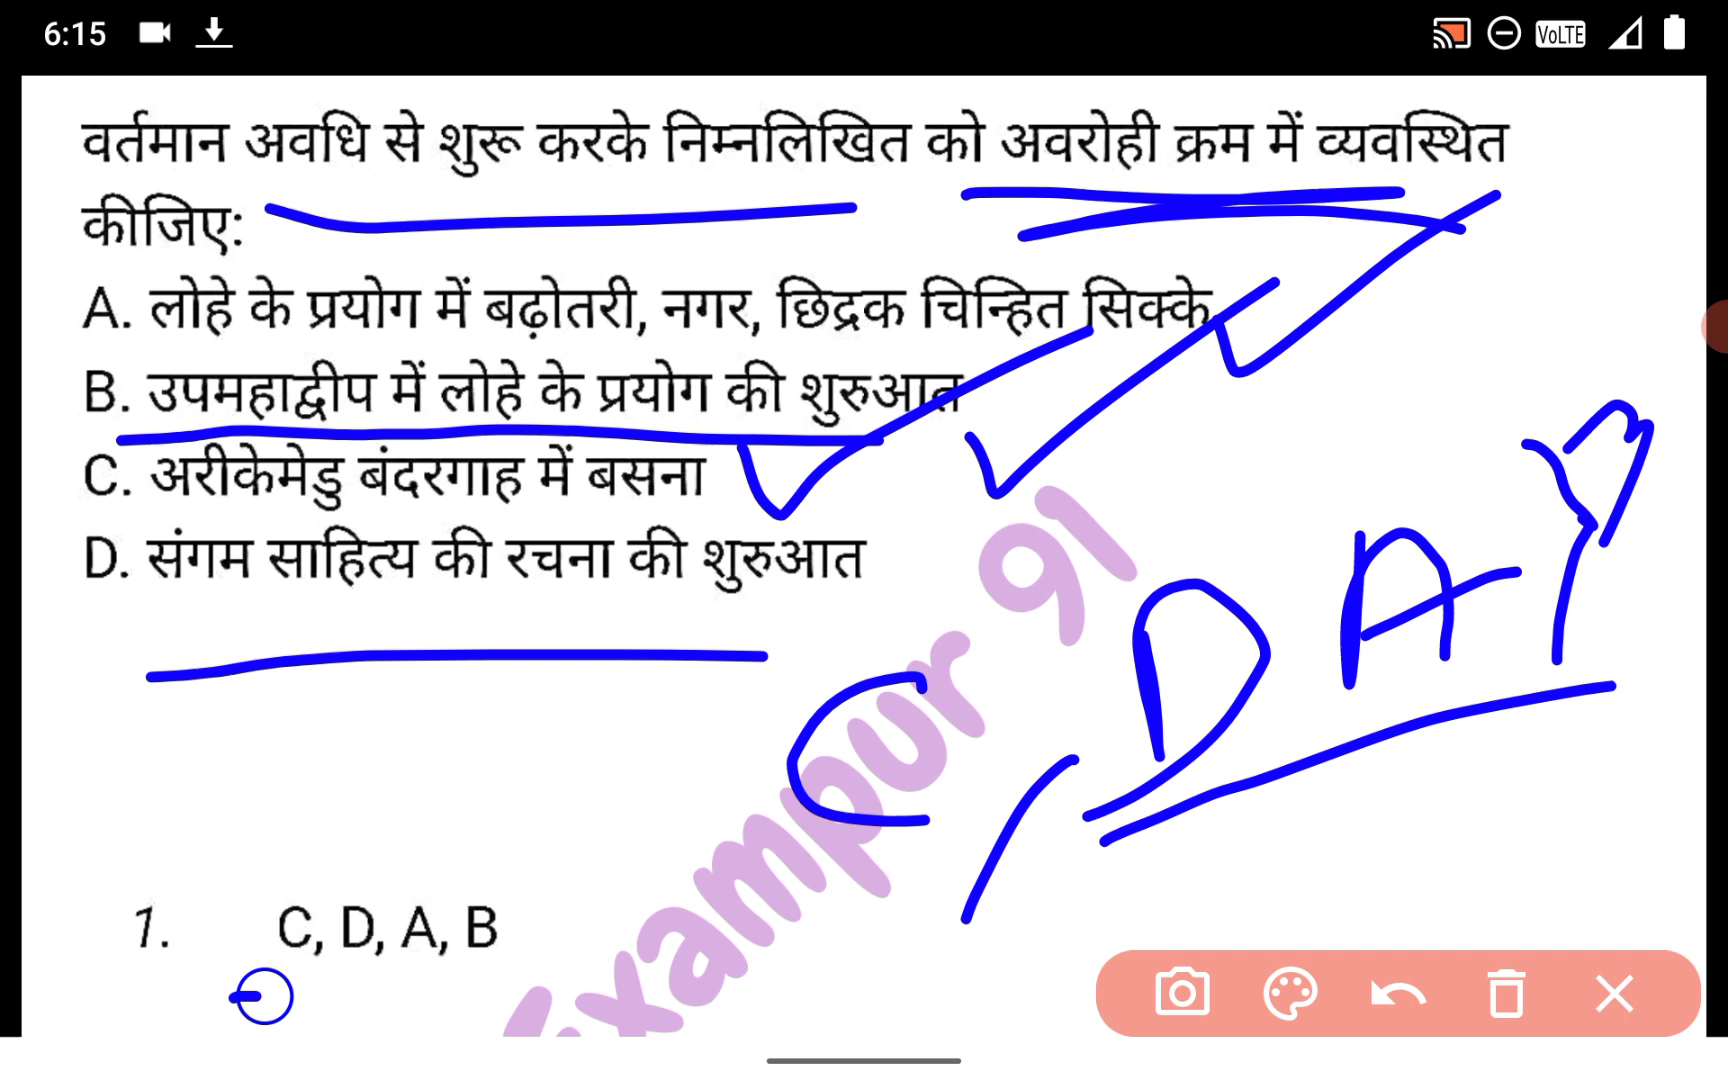 6:15 VoLTE
वर्तमान अवधि से शुरू करके निम्नलिखित को अवरोही क्रम में व्यवस्थित
कीजिए:
A. लोहे के प्रयोग में बढ़ोतरी, नगर, छिद्रक चिन्हित सिक्के
B. उपमहाद्वीप में लोहे के प्रयोग की शुरुआत
C. अरीकेमेडु बंदरगाह में बसना
D. संगम साहित्य की रचना की शुरुआत
C, D A
1. C, D, A, B
Exampur 91